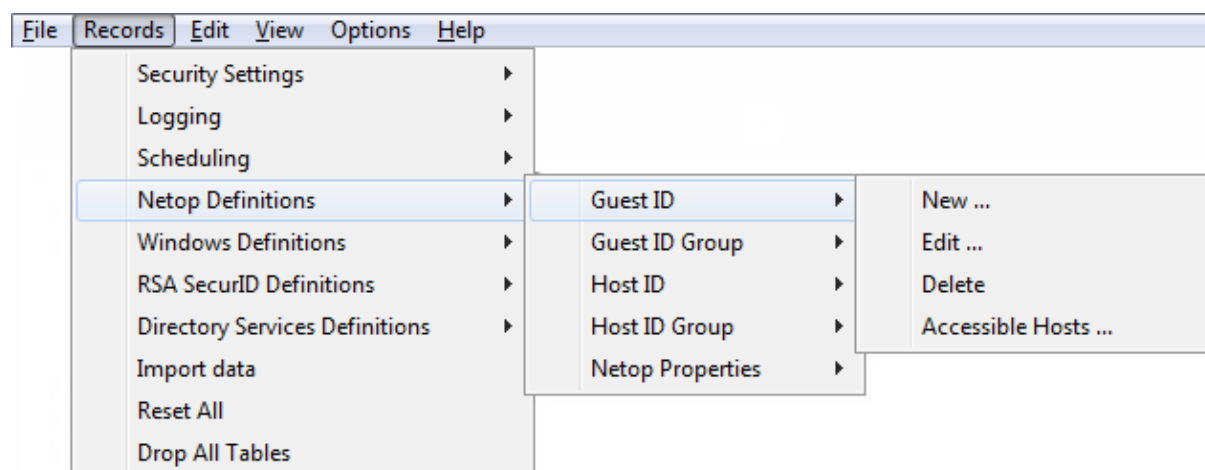 File Records Edit View Options Help
Security Settings
Logging
Scheduling
Netop Definitions
Windows Definitions
RSA SecurID Definitions
Directory Services Definitions
Import data
Reset All
Drop All Tables
Guest ID
Guest ID Group
Host ID
Host ID Group
Netop Properties
New ...
Edit ...
Delete
Accessible Hosts ...